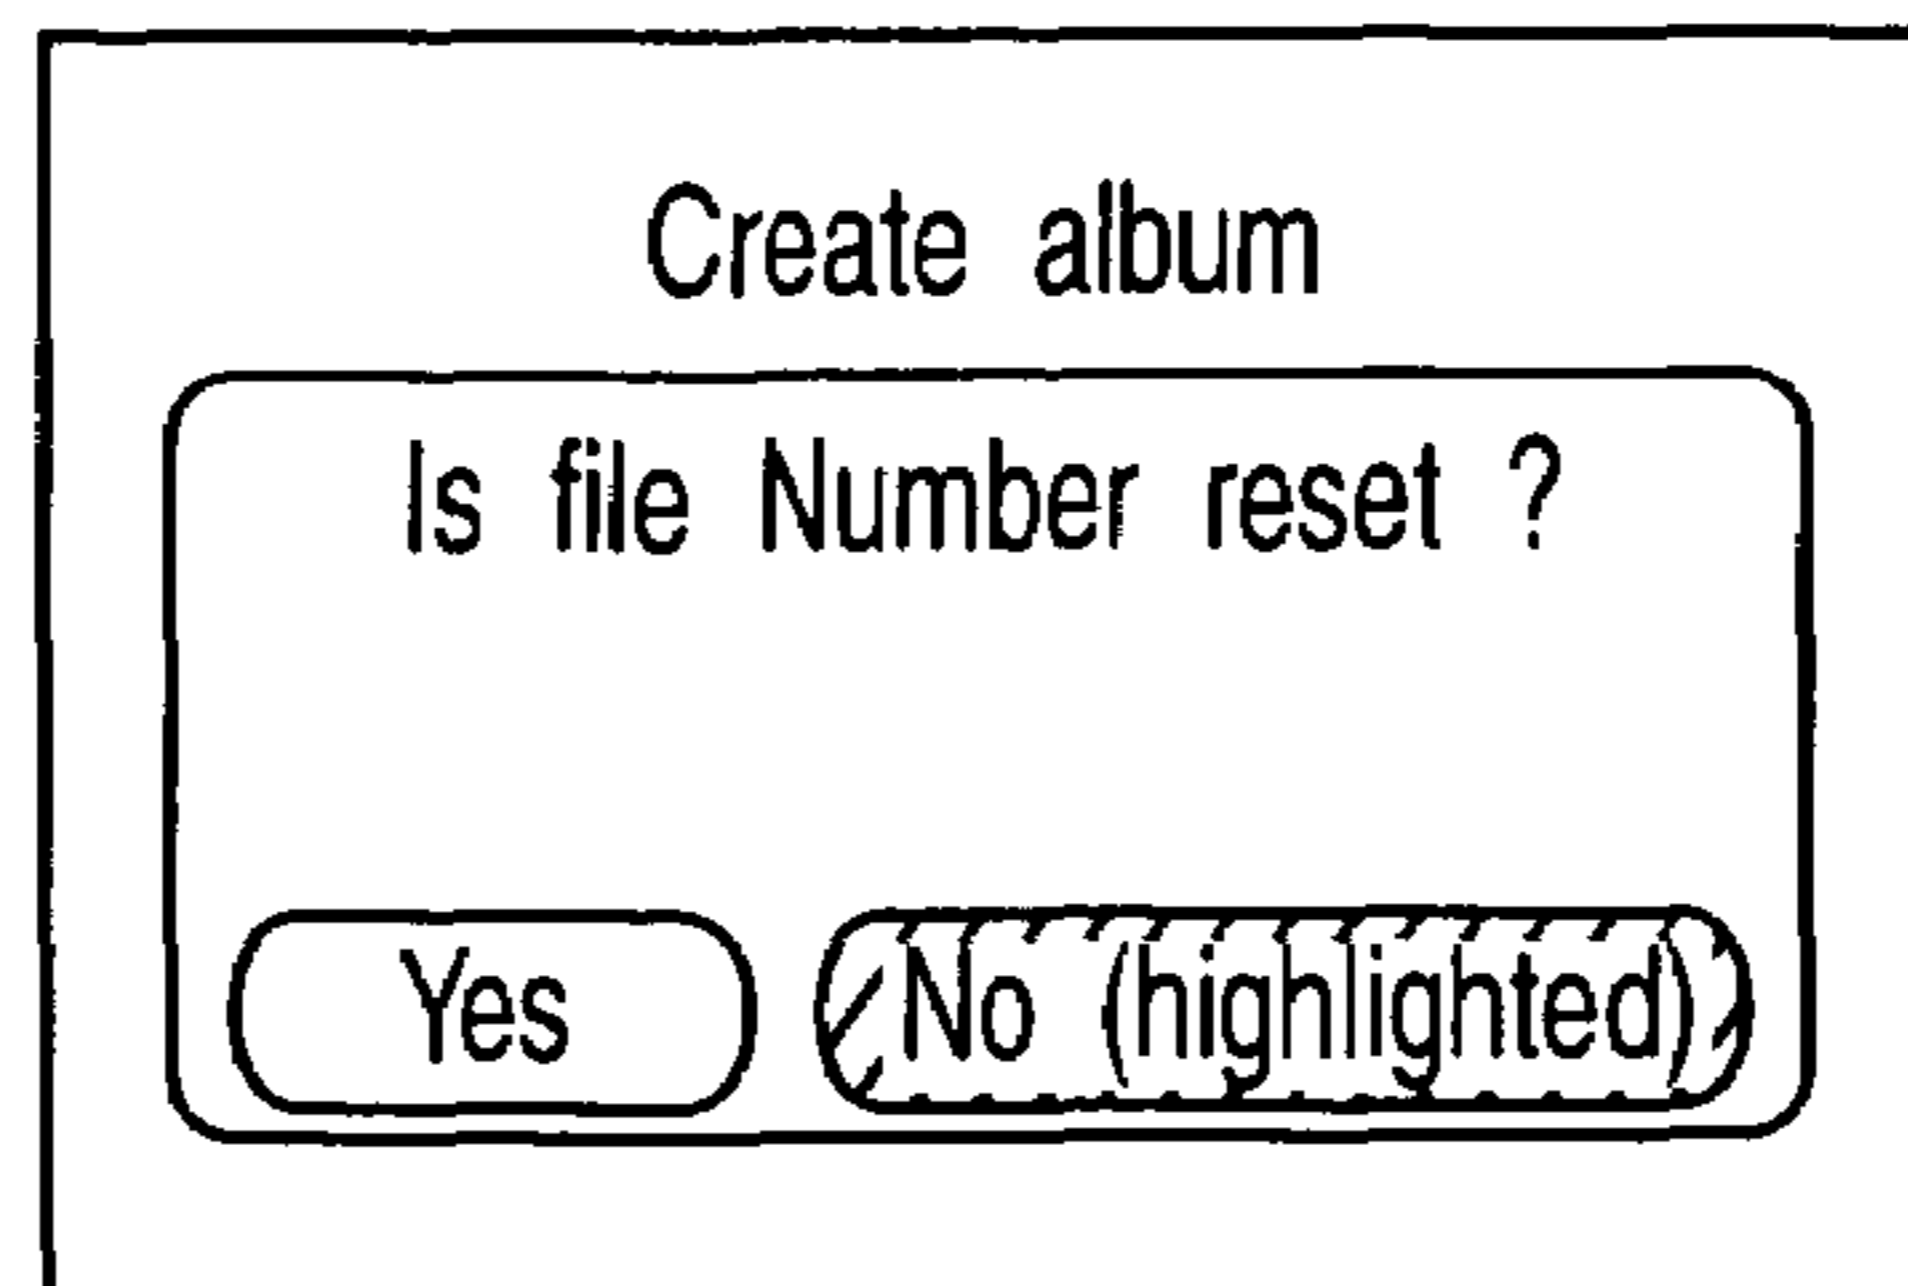 Create album
Is file Number reset ?
Yes
No (highlighted)